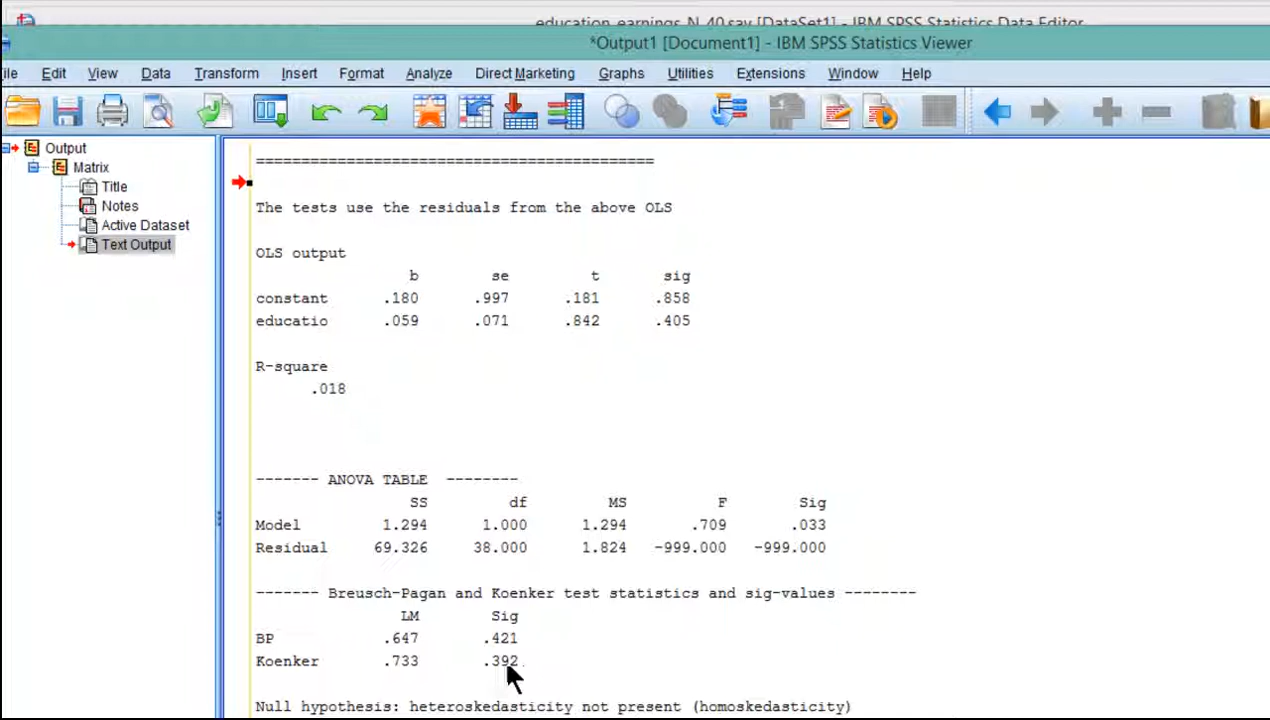 education_earnings_N_40.sav [DataSet1] - IBM SPSS Statistics Data Editor
*Output1 [Document1] - IBM SPSS Statistics Viewer
ile Edit View Data Transform Insert Format Analyze Direct Marketing Graphs Utilities Extensions Window Help
Output
Matrix
Title
Notes
Active Dataset
Text Output
============================================
The tests use the residuals from the above OLS
OLS output
b se t sig
constant .180 .997 .181 .858
educatio .059 .071 .842 .405
R-square
.018
------- ANOVA TABLE --------
SS df MS F Sig
Model 1.294 1.000 1.294 .709 .033
Residual 69.326 38.000 1.824 -999.000 -999.000
------- Breusch-Pagan and Koenker test statistics and sig-values --------
LM Sig
BP .647 .421
Koenker .733 .392
Null hypothesis: heteroskedasticity not present (homoskedasticity)